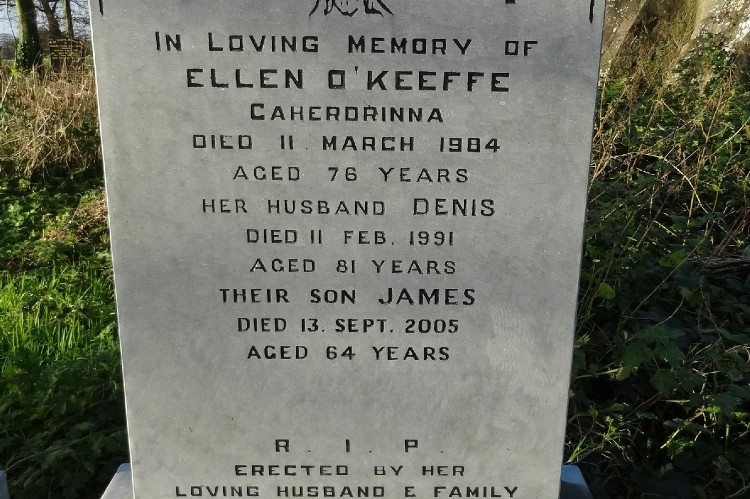 In Loving Memory of
ELLEN O'KEEFFE
CAHERDRINNA
DIED 11 MARCH 1984
AGED 76 YEARS
HER HUSBAND DENIS
DIED 11 FEB. 1991
AGED 81 YEARS
THEIR SON JAMES
DIED 13. SEPT. 2005
AGED 64 YEARS
R. I. P.
ERECTED BY HER
LOVING HUSBAND & FAMILY